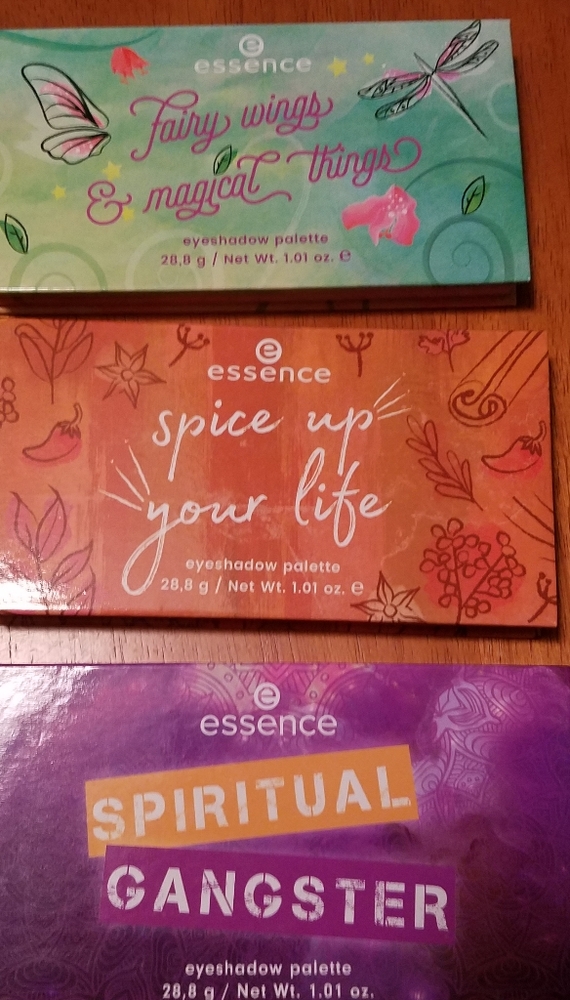 essence
fairy wings
& magical things
eyeshadow palette
28,8 g / Net Wt. 1.01 oz. e
essence
spice up
your life
eyeshadow palette
28,8 g / Net Wt. 1.01 oz. e
essence
SPIRITUAL
GANGSTER
eyeshadow palette
28,8 g / Net Wt. 1.01 oz.